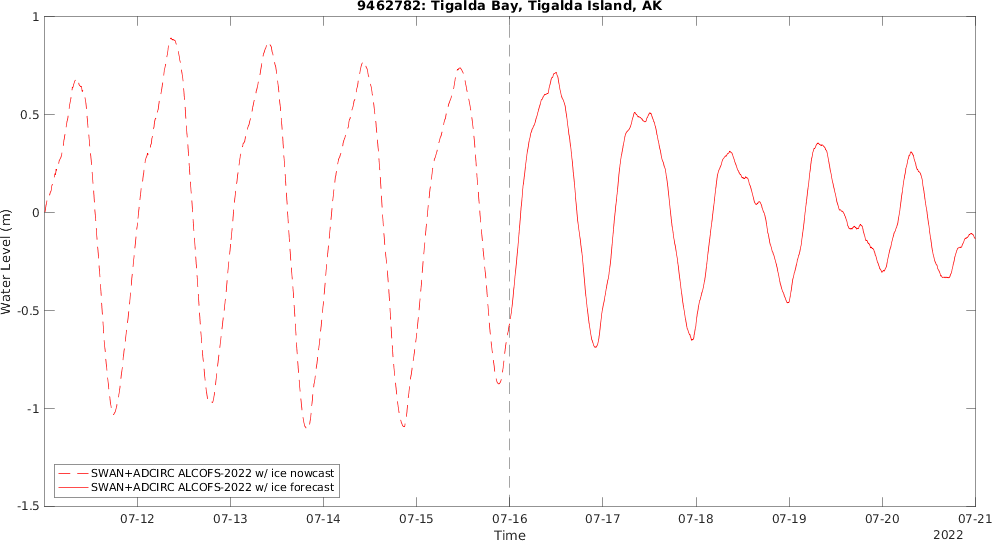 9462782: Tigalda Bay, Tigalda Island, AK
1
0.5
0
-0.5
-1
-1.5
Water Level (m)
SWAN+ADCIRC ALCOFS-2022 w/ ice nowcast
SWAN+ADCIRC ALCOFS-2022 w/ ice forecast
07-12 07-13 07-14 07-15 07-16 07-17 07-18 07-19 07-20 07-21
Time
2022